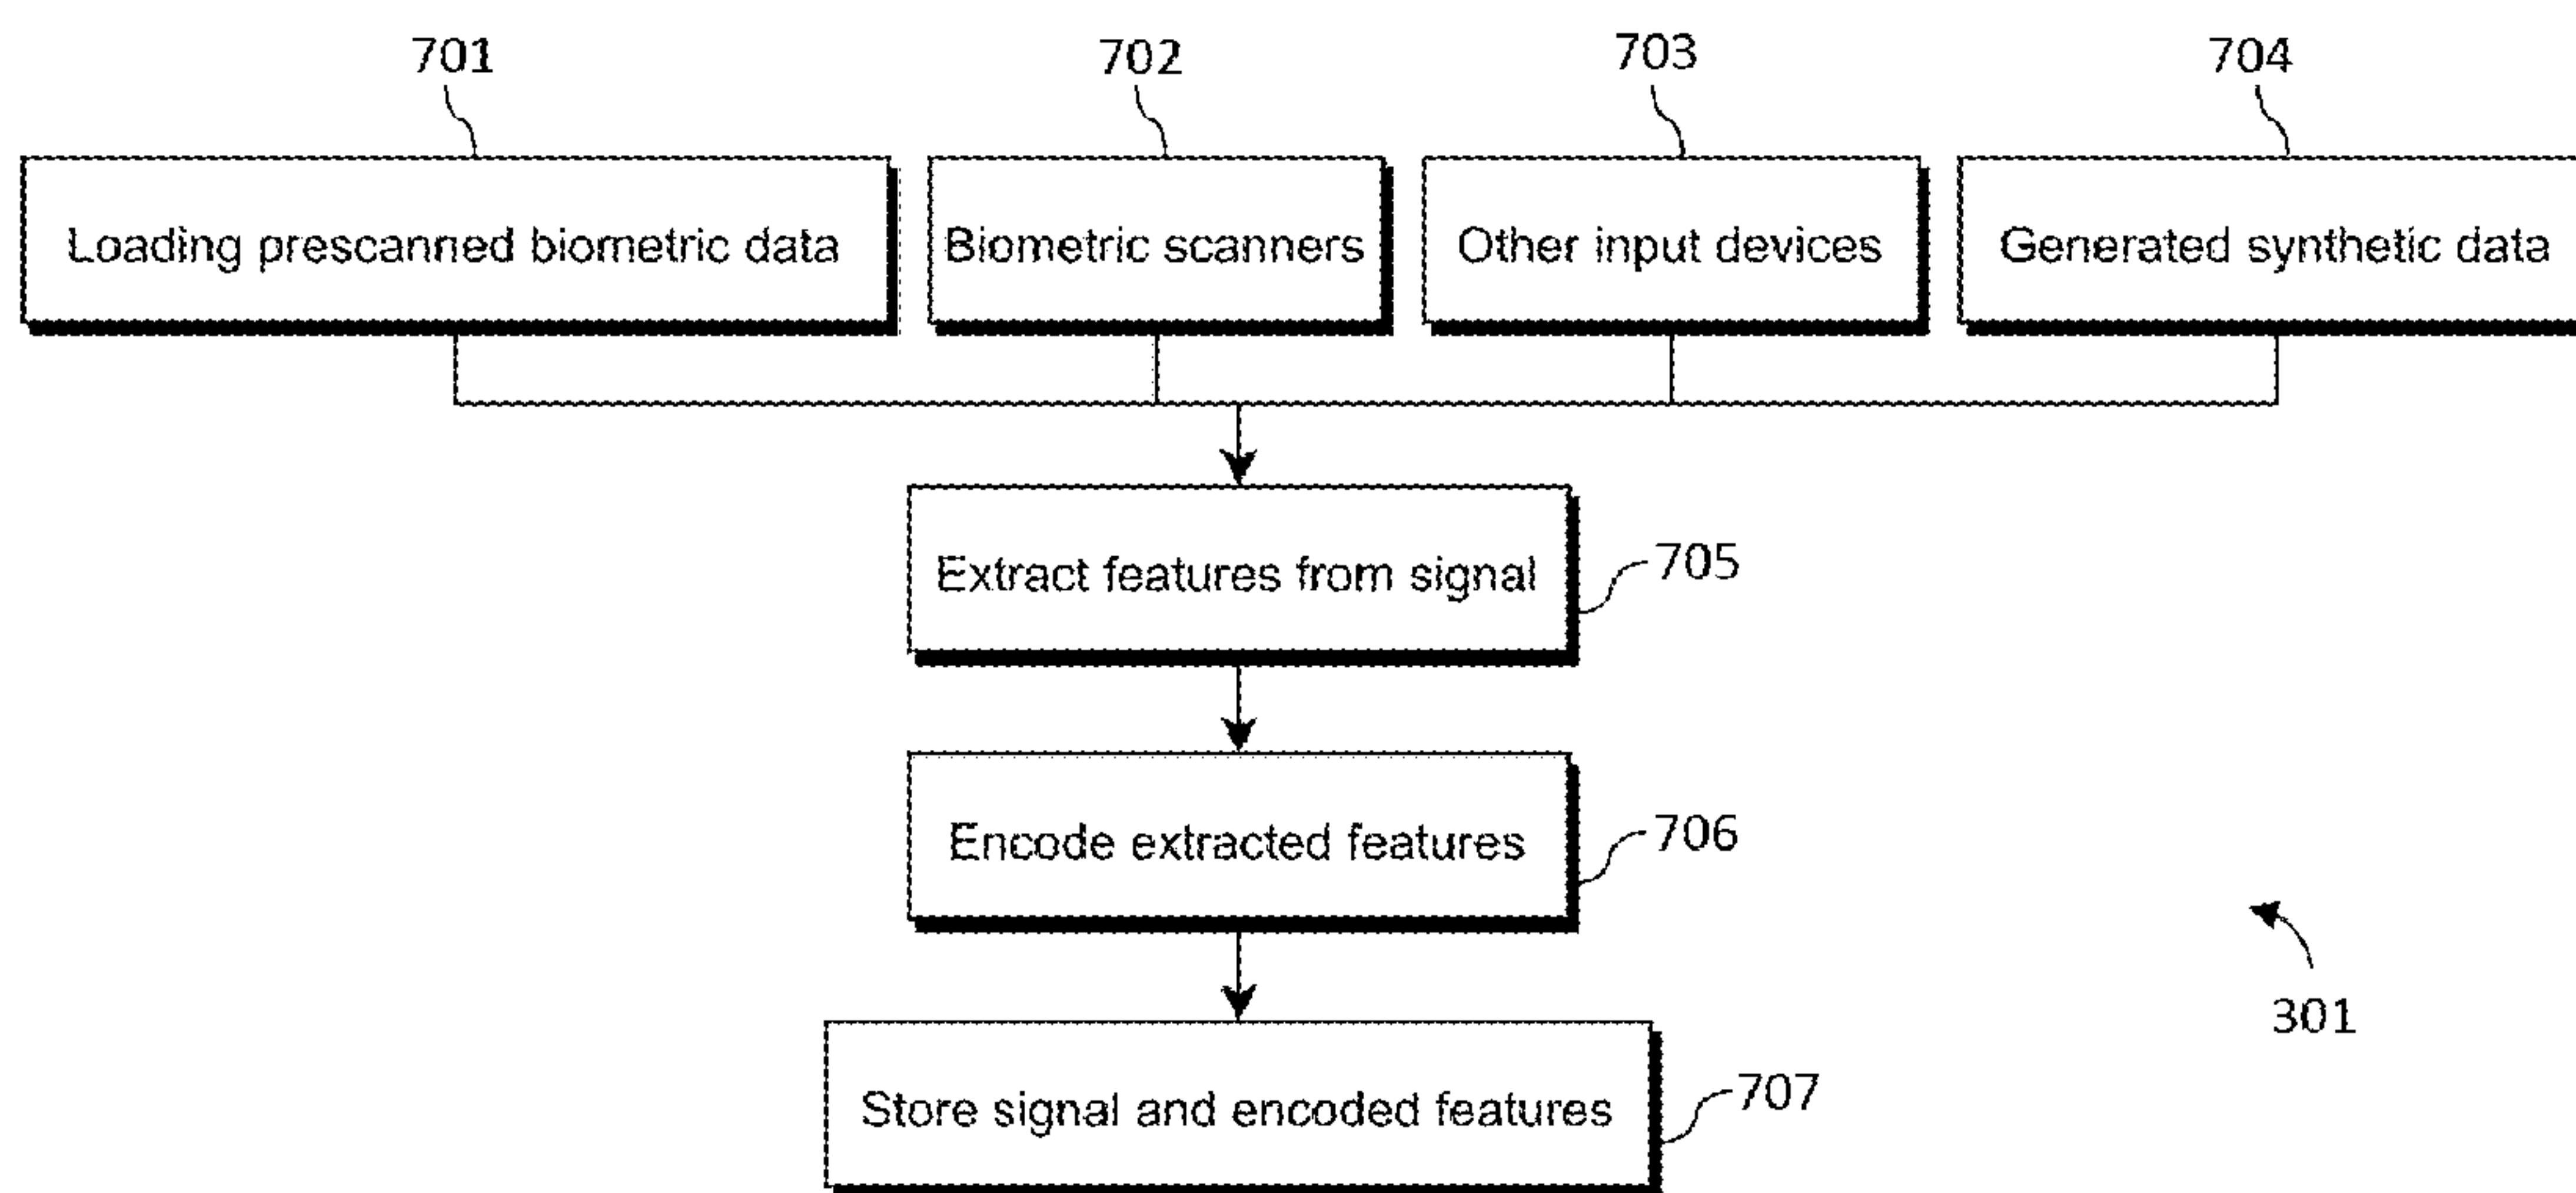 701
702
703
704
Loading prescanned biometric data
Biometric scanners
Other input devices
Generated synthetic data
Extract features from signal
705
Encode extracted features
706
301
Store signal and encoded features
707